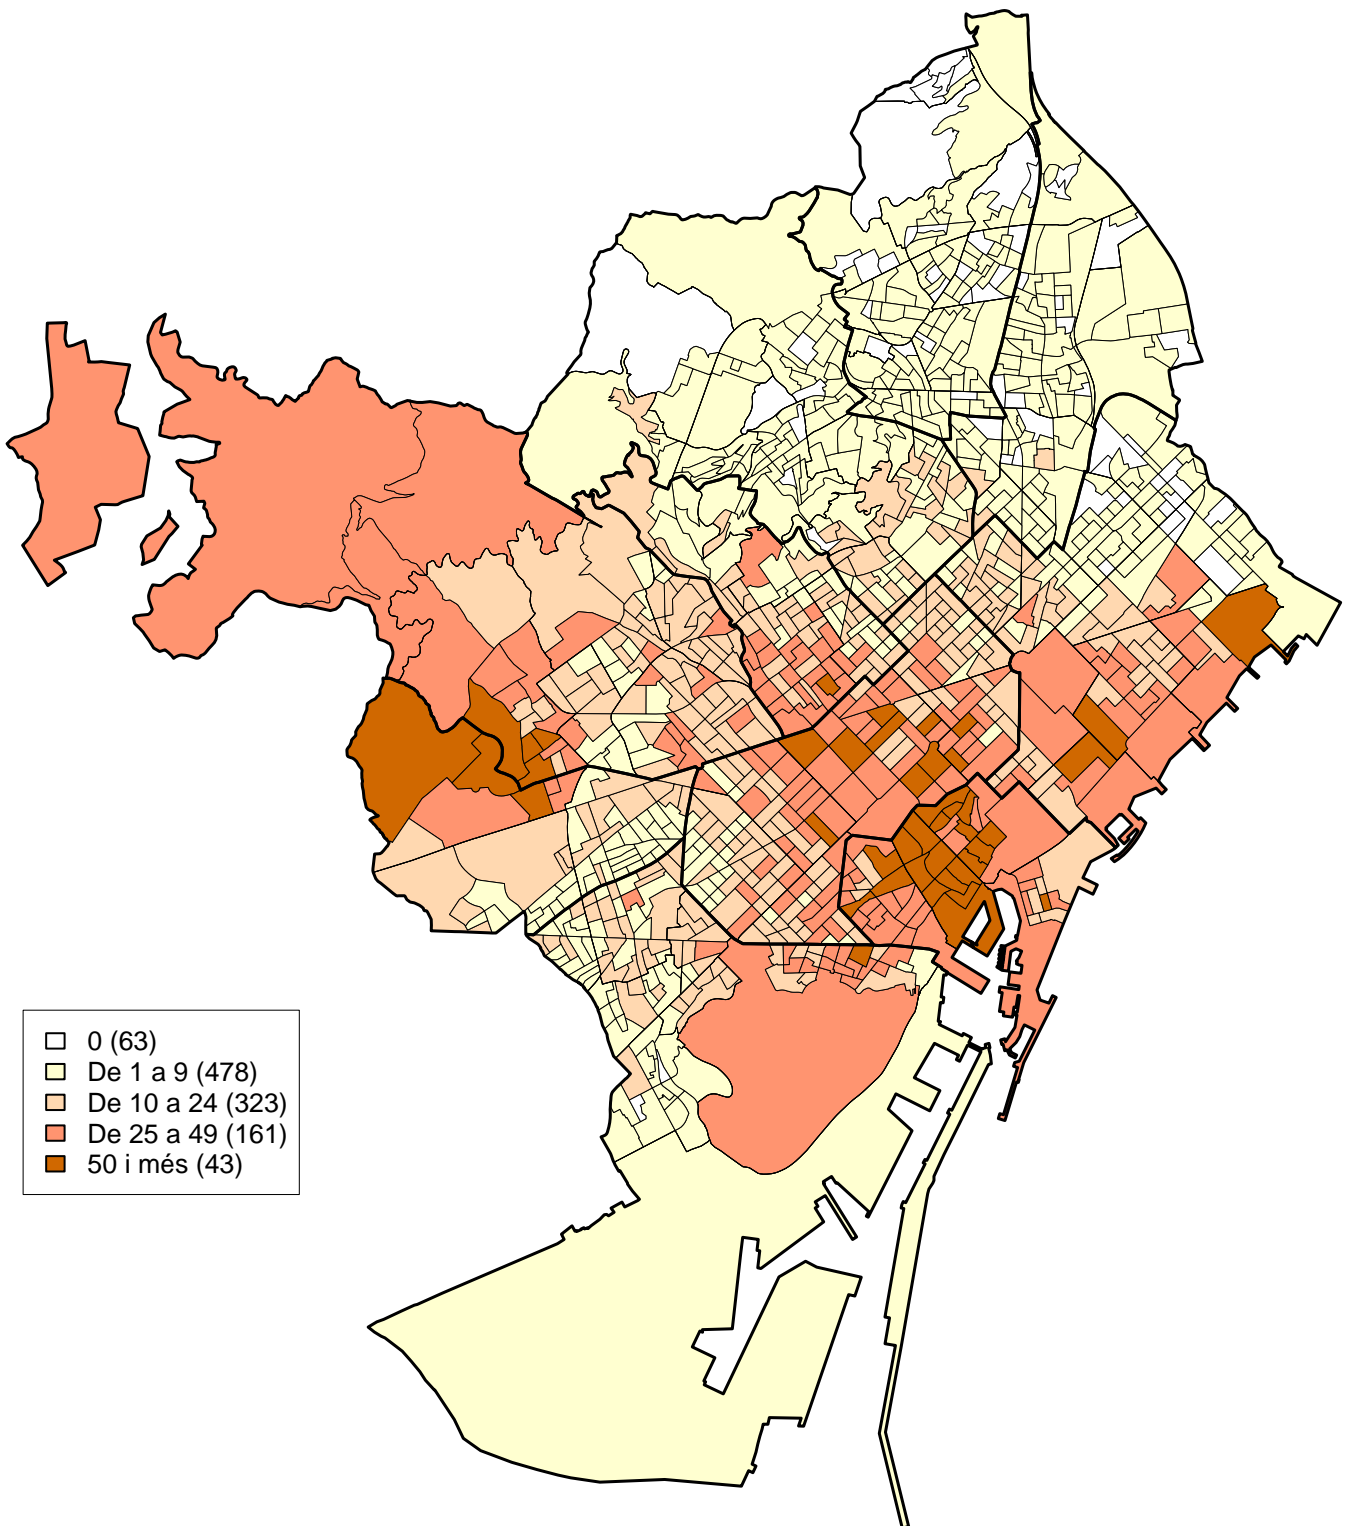 0 (63)
De 1 a 9 (478)
De 10 a 24 (323)
De 25 a 49 (161)
50 i més (43)